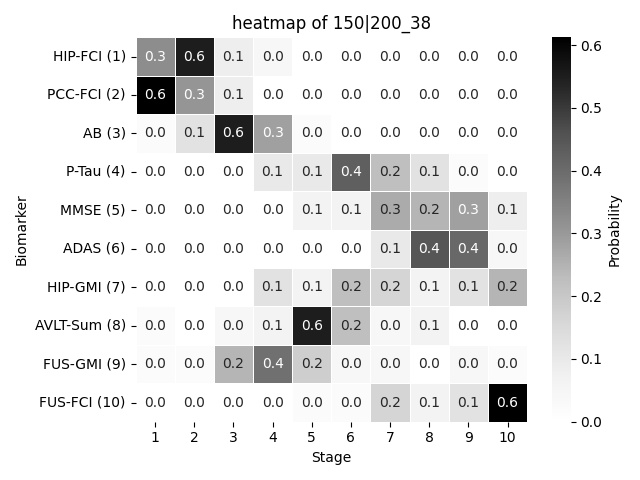 heatmap of 150|200_38
HIP-FCI (1) 0.3 0.6 0.1 0.0 0.0 0.0 0.0 0.0 0.0 0.0
PCC-FCI (2) 0.6 0.3 0.1 0.0 0.0 0.0 0.0 0.0 0.0 0.0
AB (3) 0.0 0.1 0.6 0.3 0.0 0.0 0.0 0.0 0.0 0.0
P-Tau (4) 0.0 0.0 0.0 0.1 0.1 0.4 0.2 0.1 0.0 0.0
MMSE (5) 0.0 0.0 0.0 0.0 0.1 0.1 0.3 0.2 0.3 0.1
ADAS (6) 0.0 0.0 0.0 0.0 0.0 0.0 0.1 0.4 0.4 0.0
HIP-GMI (7) 0.0 0.0 0.0 0.1 0.1 0.2 0.2 0.1 0.1 0.2
AVLT-Sum (8) 0.0 0.0 0.0 0.1 0.6 0.2 0.0 0.1 0.0 0.0
FUS-GMI (9) 0.0 0.0 0.2 0.4 0.2 0.0 0.0 0.0 0.0 0.0
FUS-FCI (10) 0.0 0.0 0.0 0.0 0.0 0.0 0.2 0.1 0.1 0.6
1 2 3 4 5 6 7 8 9 10
Stage
Biomarker
0.6
0.5
0.4
0.3
0.2
0.1
0.0
Probability